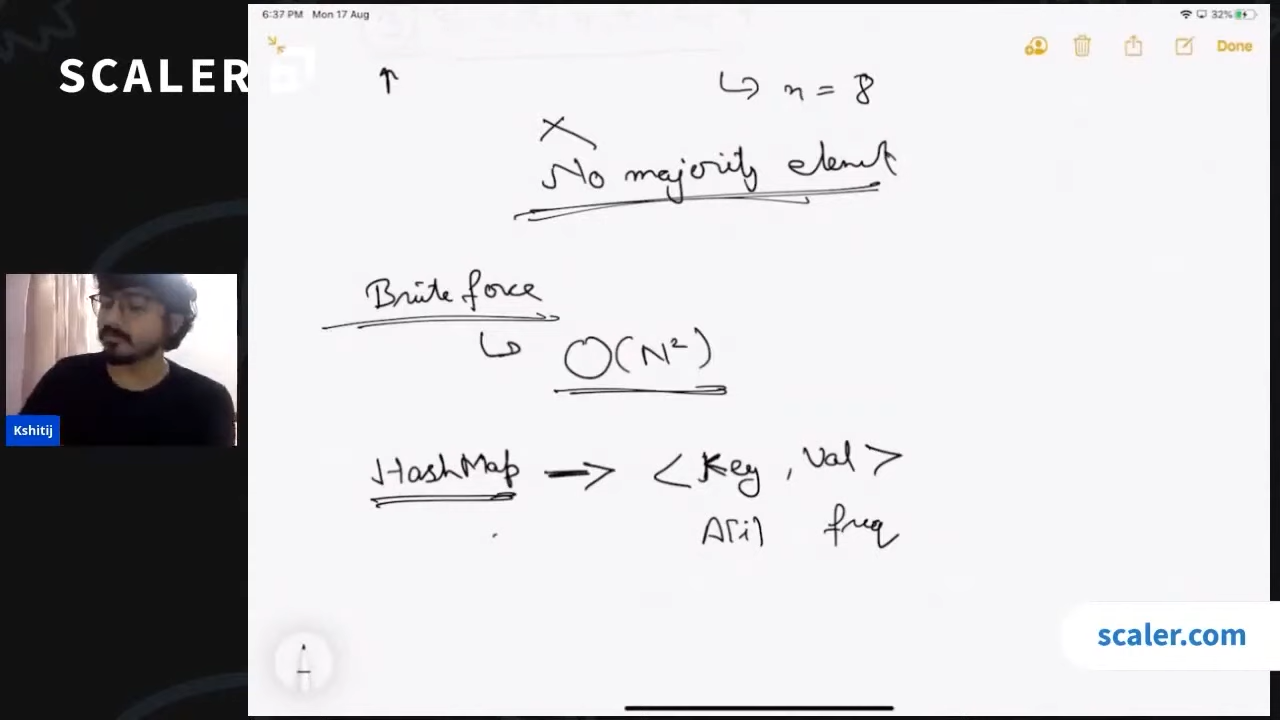 6:37 PM Mon 17 Aug
32%
Done
SCALER
↳ n = 8
No majority element
Brute force
↳ O(N²)
Kshitij
HashMap → < Key , Val >
A[i] freq
scaler.com